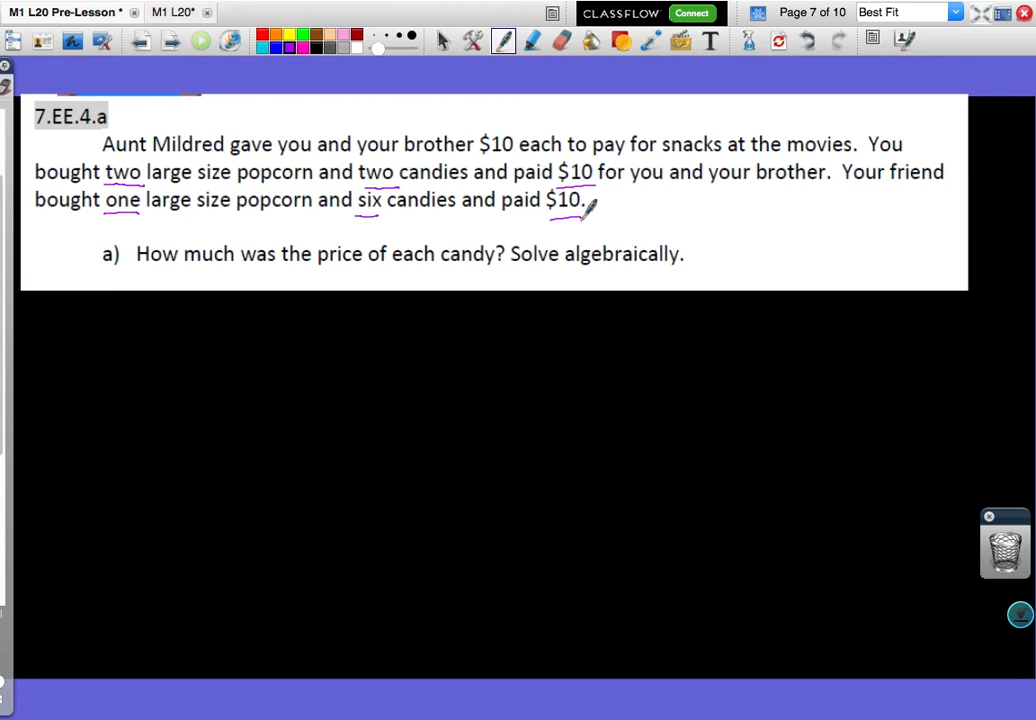 M1 L20 Pre-Lesson *
M1 L20*
CLASSFLOW
Connect
Page 7 of 10
Best Fit
T
7.EE.4.a
Aunt Mildred gave you and your brother $10 each to pay for snacks at the movies. You
bought two large size popcorn and two candies and paid $10 for you and your brother. Your friend
bought one large size popcorn and six candies and paid $10.
a) How much was the price of each candy? Solve algebraically.